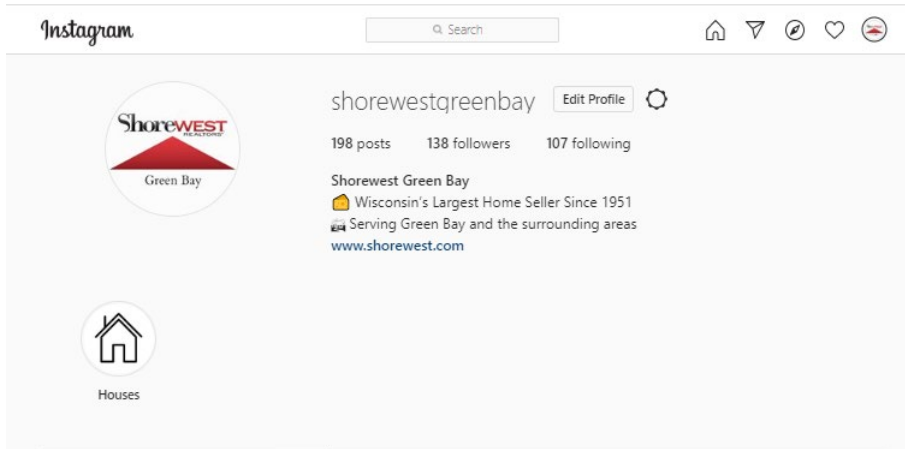 Instagram
Search
shorewestgreenbay Edit Profile
198 posts 138 followers 107 following
Shorewest Green Bay
🧀 Wisconsin's Largest Home Seller Since 1951
Serving Green Bay and the surrounding areas
www.shorewest.com
ShoreWEST
REALTORS®
Green Bay
Houses